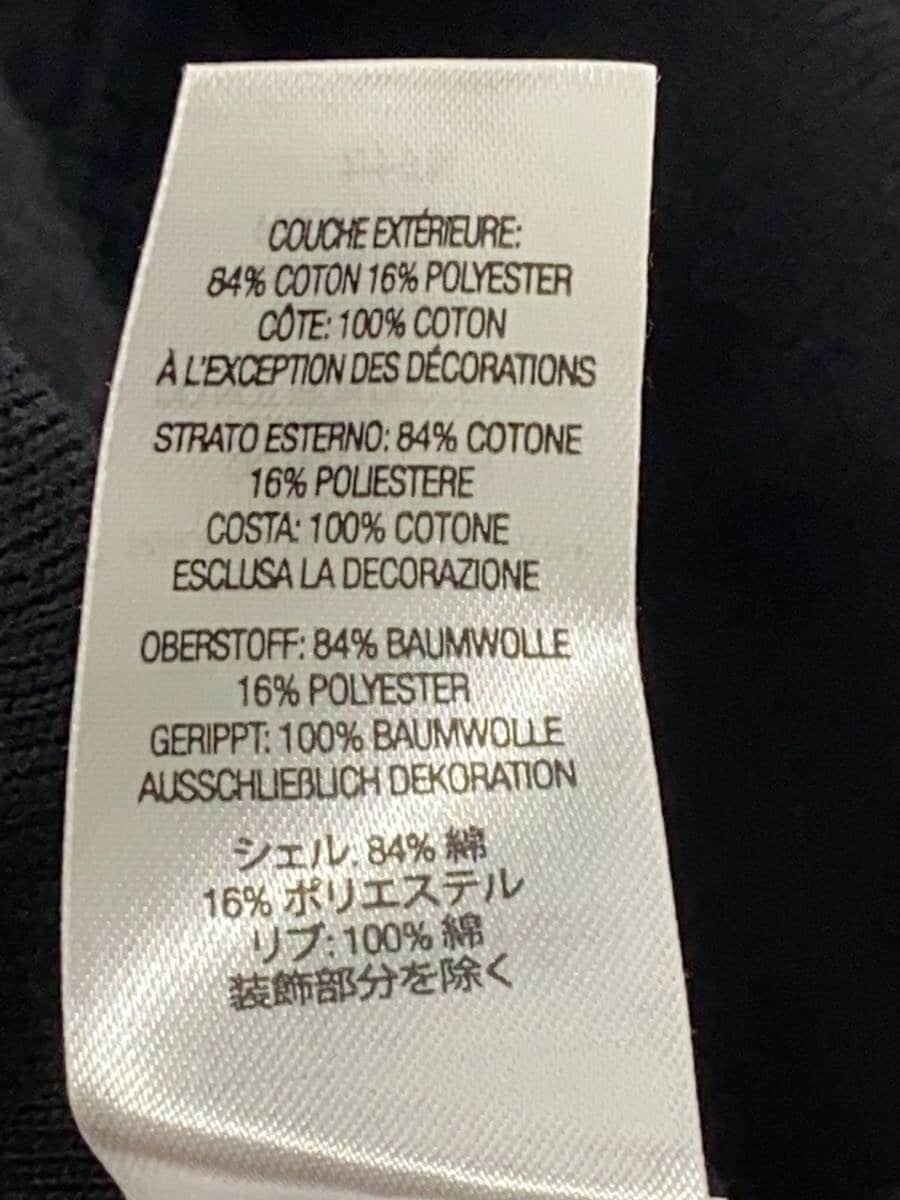 COUCHE EXTÉRIEURE:
84% COTON 16% POLYESTER
CÔTE: 100% COTON
À L'EXCEPTION DES DÉCORATIONS
STRATO ESTERNO: 84% COTONE
16% POLIESTERE
COSTA: 100% COTONE
ESCLUSA LA DECORAZIONE
OBERSTOFF: 84% BAUMWOLLE
16% POLYESTER
GERIPPT: 100% BAUMWOLLE
AUSSCHLIEßLICH DEKORATION
シェル: 84% 綿
16% ポリエステル
リブ: 100% 綿
装飾部分を除く